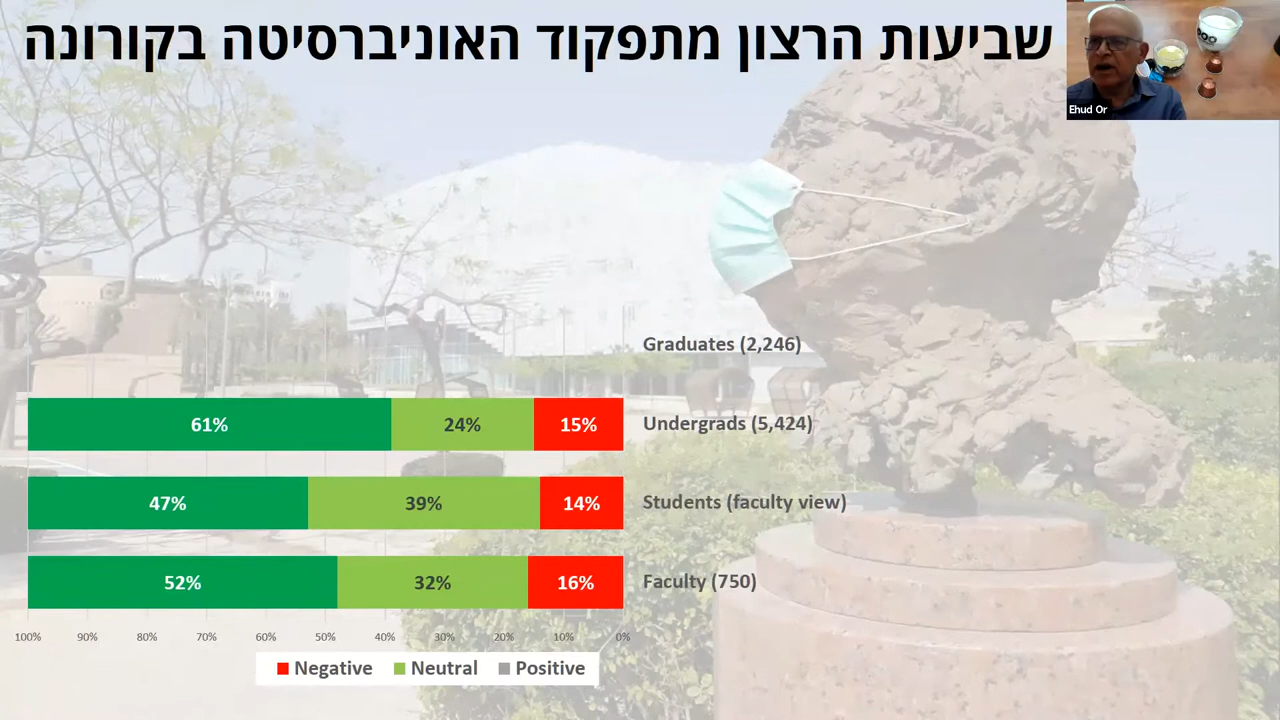 שביעות הרצון מתפקוד האוניברסיטה בקורונה
Ehud Or
Graduates (2,246)
61% 24% 15% Undergrads (5,424)
47% 39% 14% Students (faculty view)
52% 32% 16% Faculty (750)
100% 90% 80% 70% 60% 50% 40% 30% 20% 10% 0%
Negative Neutral Positive